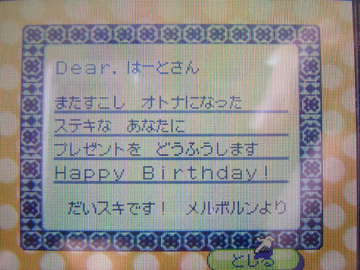 Dear. はーとさん
またすこし オトナになった
ステキな あなたに
プレゼントを どうふうします
Happy Birthday!
だいスキです! メルボルンより
とじる